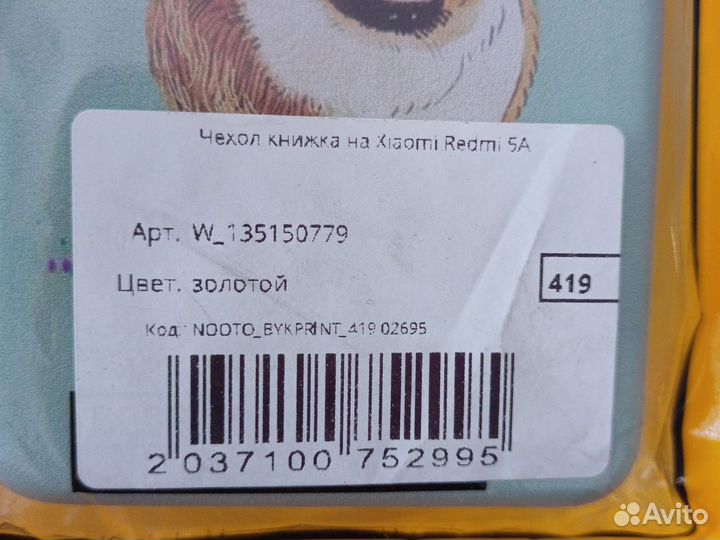 Чехол книжка на Xiaomi Redmi 5A
Арт. W_135150779
Цвет. золотой
419
Код: NOOTO_BYKPRINT_419 02695
2 037100 752995
Avito